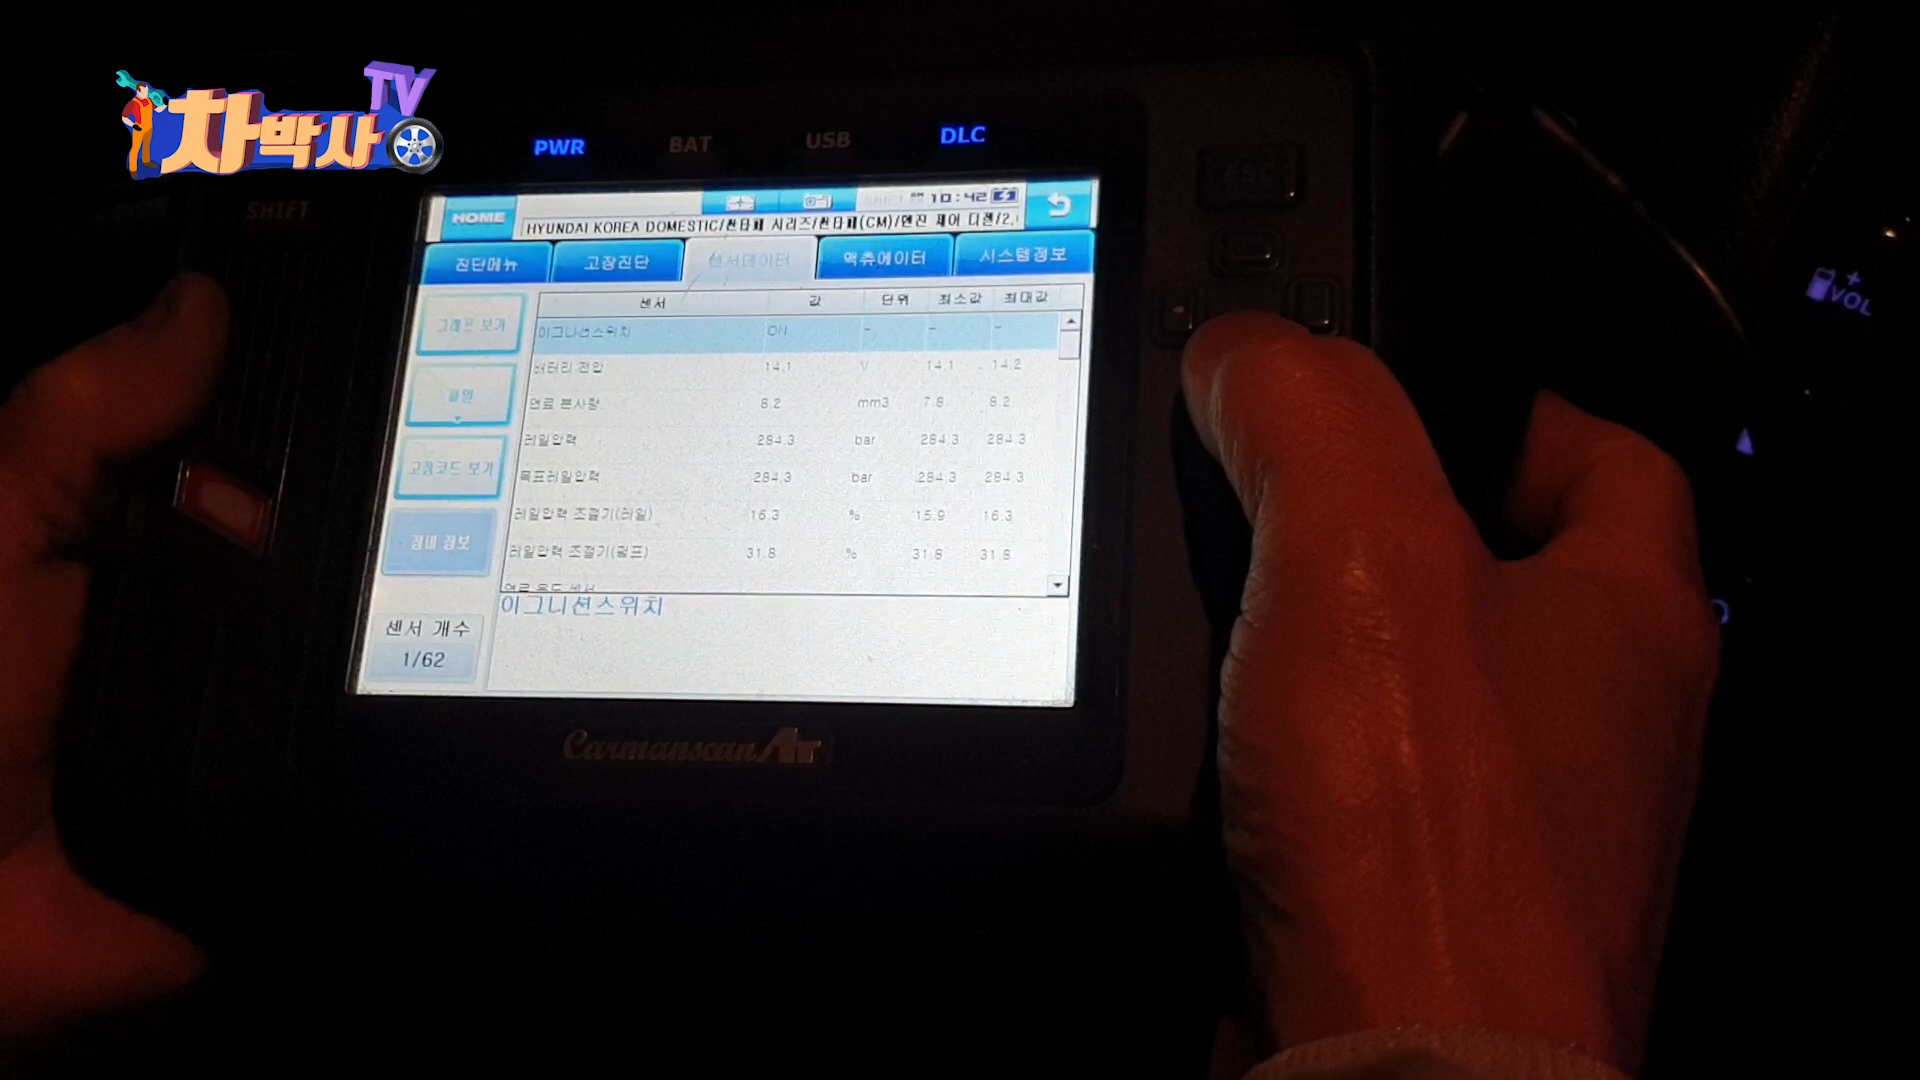 TV
차박사
PWR BAT USB DLC
SHIFT
ESC
HOME
10:42
HYUNDAI KOREA DOMESTIC/싼타페 시리즈/싼타페(CM)/엔진 제어 디젤/2.
진단메뉴 고장진단 센서데이터 액츄에이터 시스템정보
센서 값 단위 최소값 최대값
그래프 보기
이그니션스위치 ON - - -
배터리 전압 14.1 V 14.1 14.2
파일
연료 분사량 8.2 mm3 7.8 8.2
레일압력 284.3 bar 284.3 284.3
고장코드 보기
목표레일압력 284.3 bar 284.3 284.3
레일압력 조절기(레일) 16.3 % 15.9 16.3
정비 정보
레일압력 조절기(펌프) 31.8 % 31.8 31.8
이그니션스위치
센서 개수
1/62
Carmanscan Air
+
VOL